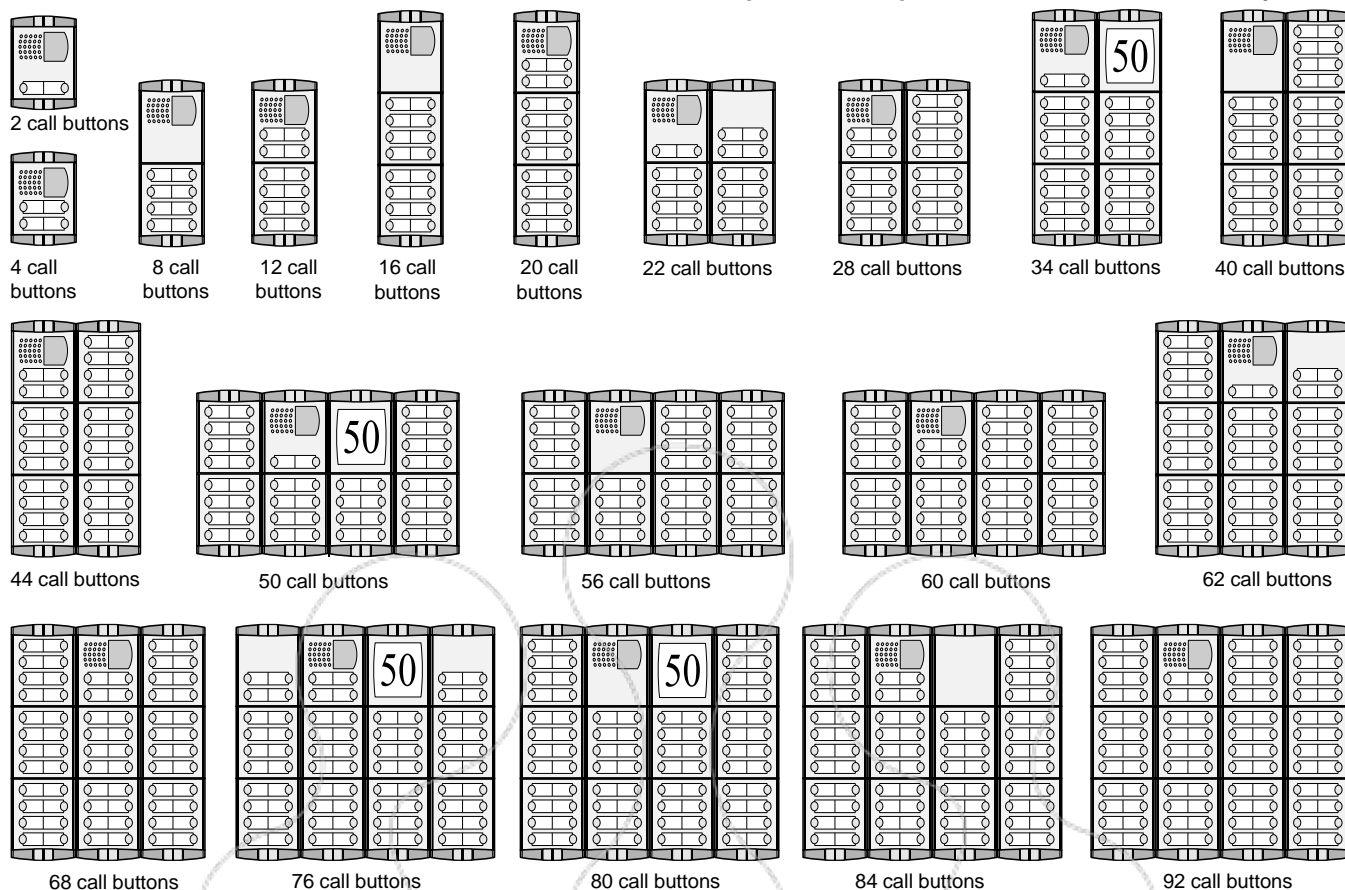 50
2 call buttons
4 call
buttons
8 call
buttons
12 call
buttons
16 call
buttons
20 call
buttons
22 call buttons
28 call buttons
34 call buttons
40 call buttons
50
44 call buttons
50 call buttons
56 call buttons
60 call buttons
62 call buttons
50
50
68 call buttons
76 call buttons
80 call buttons
84 call buttons
92 call buttons